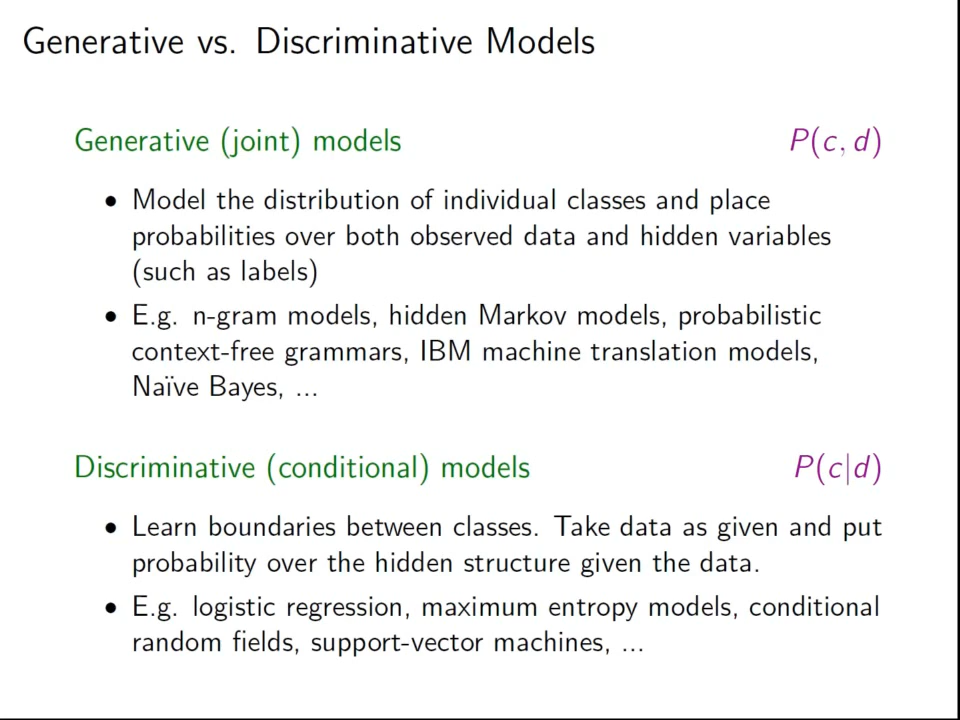 Generative vs. Discriminative Models
Generative (joint) models P(c, d)
• Model the distribution of individual classes and place
probabilities over both observed data and hidden variables
(such as labels)
• E.g. n-gram models, hidden Markov models, probabilistic
context-free grammars, IBM machine translation models,
Naïve Bayes, ...
Discriminative (conditional) models P(c|d)
• Learn boundaries between classes. Take data as given and put
probability over the hidden structure given the data.
• E.g. logistic regression, maximum entropy models, conditional
random fields, support-vector machines, ...